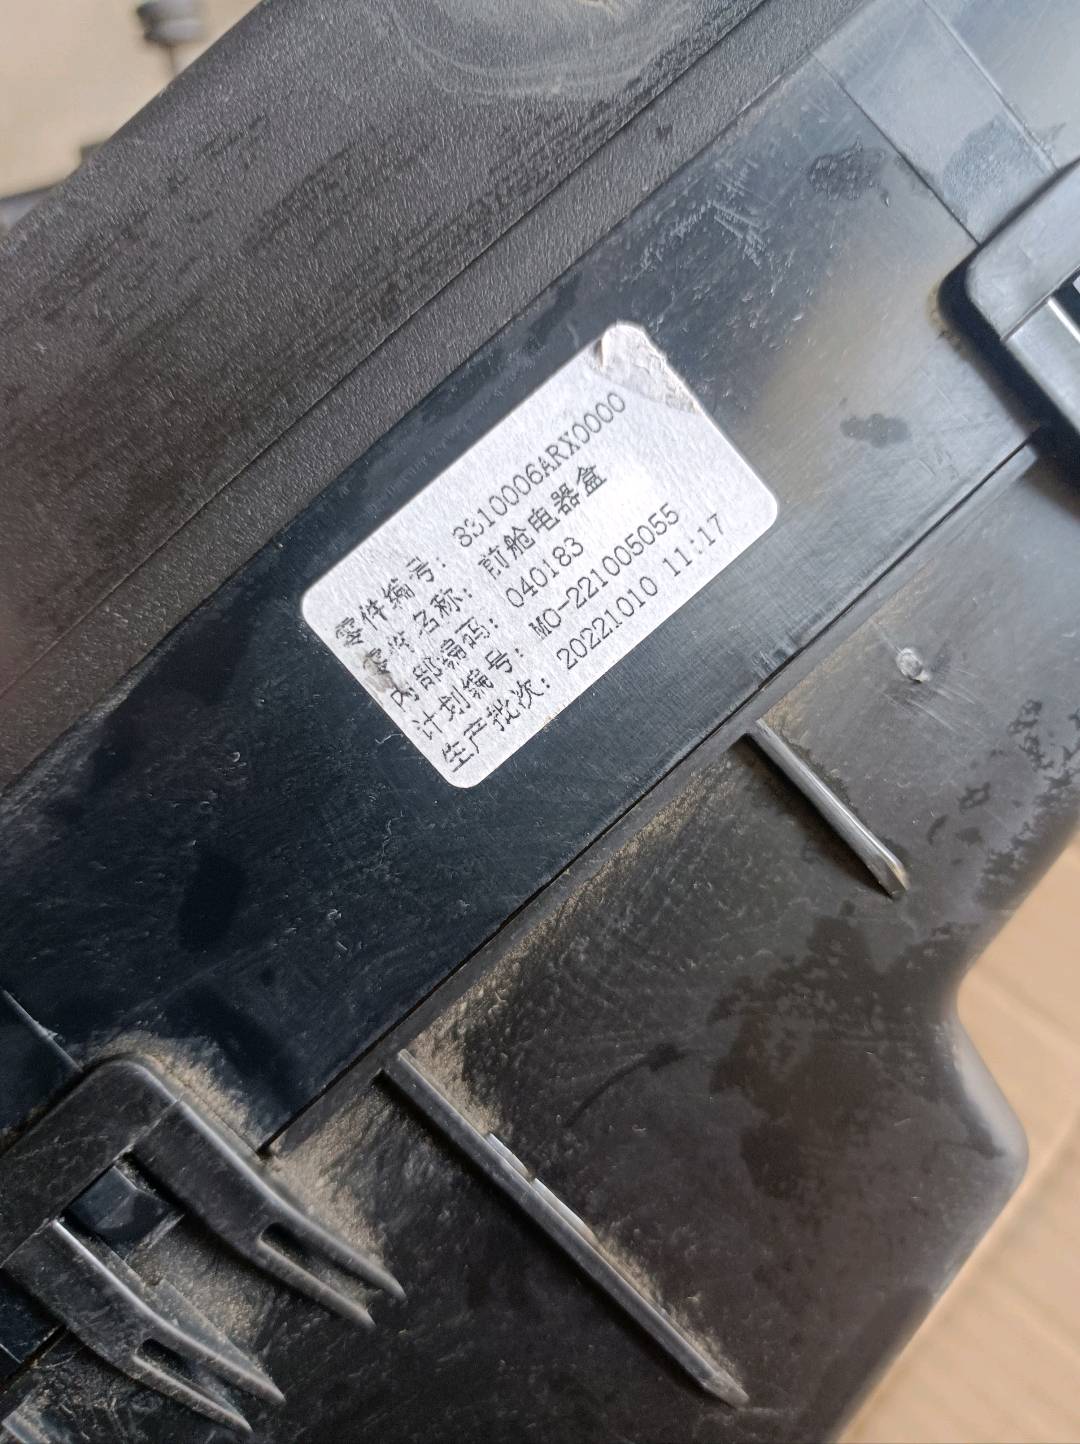 零件编号: 8810006ARX0000
零件名称: 前舱电器盒
内部编码: 040183
计划编号: MO-221005055
生产批次: 20221010 11:17